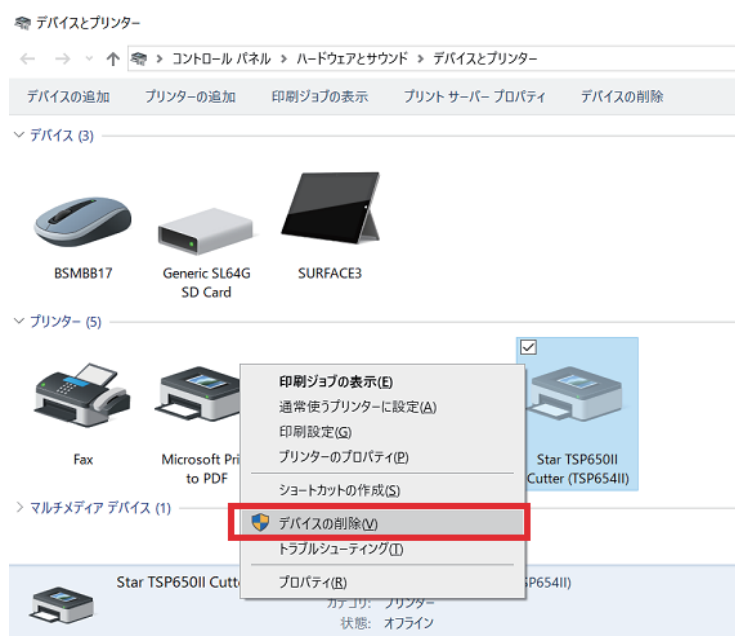 デバイスとプリンター
コントロール パネル > ハードウェアとサウンド > デバイスとプリンター
デバイスの追加 プリンターの追加 印刷ジョブの表示 プリント サーバー プロパティ デバイスの削除
デバイス (3)
BSMBB17
Generic SL64G
SD Card
SURFACE3
プリンター (5)
Fax
Microsoft Pri
to PDF
Star TSP650II
Cutter (TSP654II)
印刷ジョブの表示(E)
通常使うプリンターに設定(A)
印刷設定(G)
プリンターのプロパティ(P)
ショートカットの作成(S)
デバイスの削除(V)
トラブルシューティング(T)
プロパティ(R)
マルチメディア デバイス (1)
Star TSP650II Cutt SP654II)
カテゴリ: プリンター
状態: オフライン